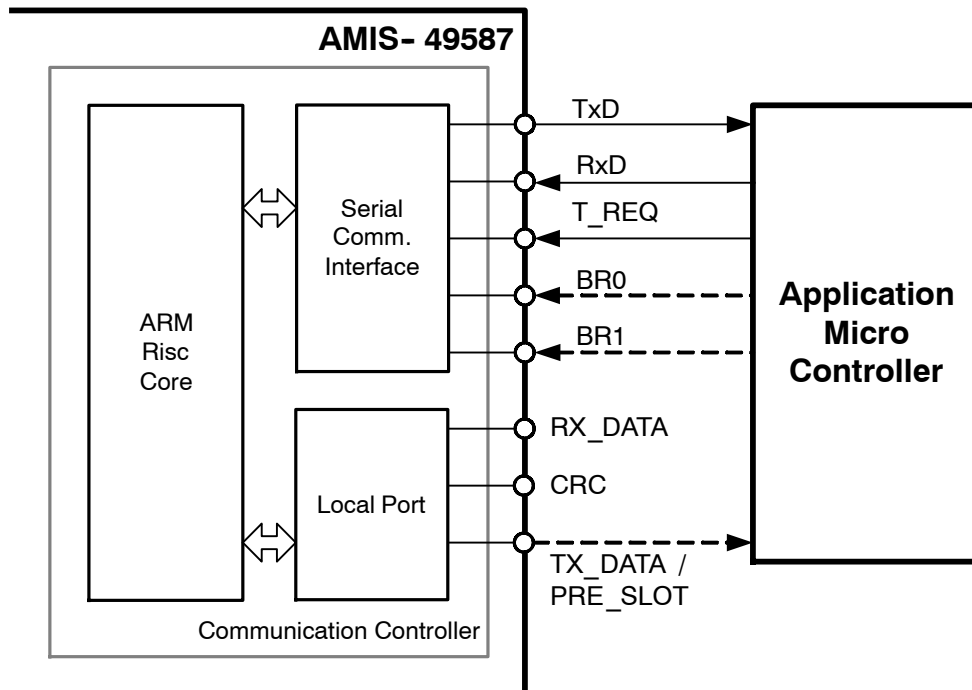 AMIS- 49587
TxD
RxD
T_REQ
BR0
BR1
Serial
Comm.
Interface
ARM
Risc
Core
Application
Micro
Controller
RX_DATA
CRC
Local Port
TX_DATA /
PRE_SLOT
Communication Controller